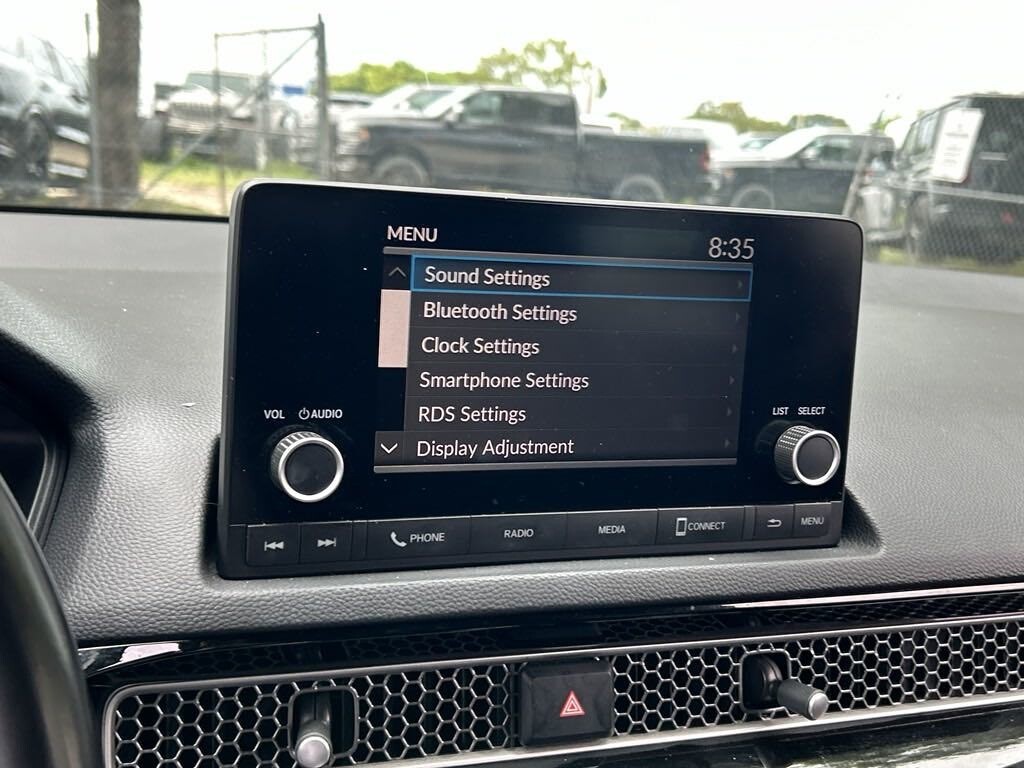 MENU
8:35
Sound Settings
Bluetooth Settings
Clock Settings
Smartphone Settings
RDS Settings
Display Adjustment
VOL AUDIO
LIST SELECT
PHONE
RADIO
MEDIA
CONNECT
MENU